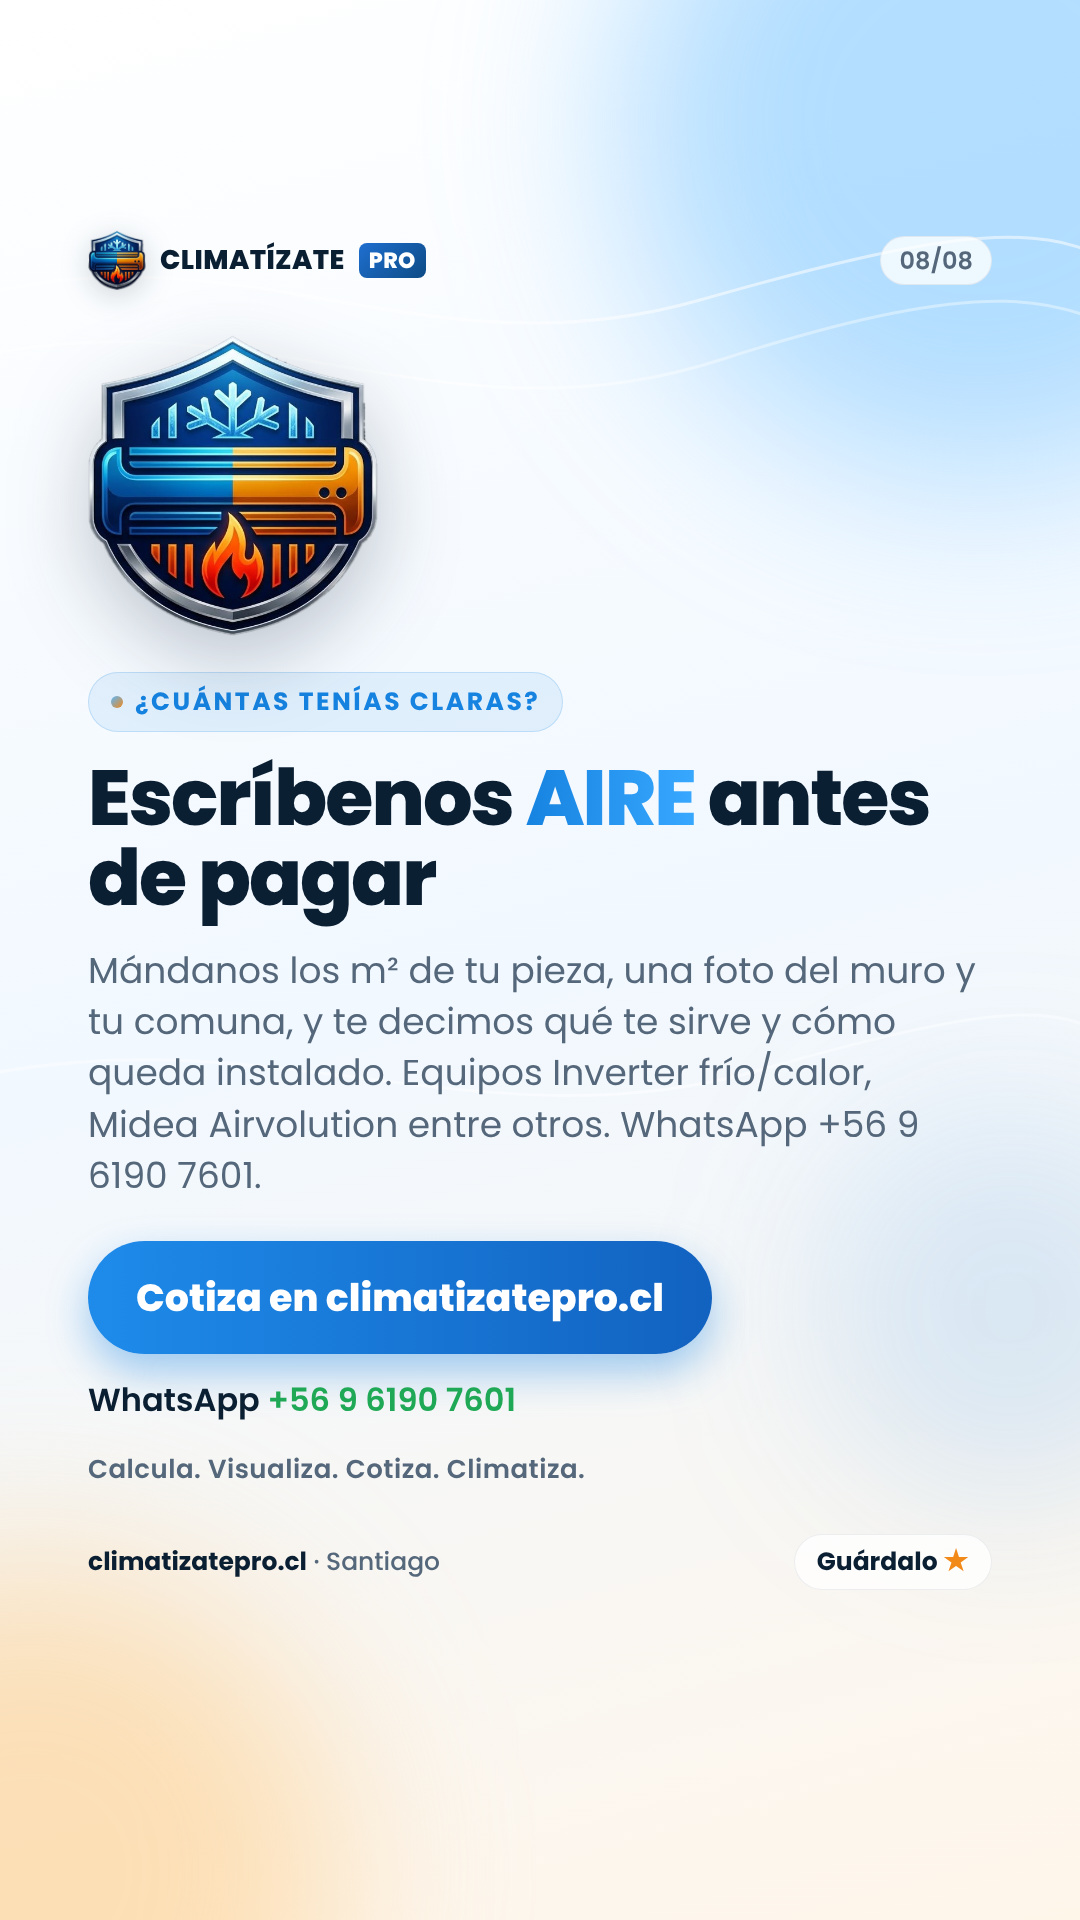 CLIMATÍZATE PRO
08/08
¿CUÁNTAS TENÍAS CLARAS?
Escríbenos AIRE antes
de pagar
Mándanos los m² de tu pieza, una foto del muro y
tu comuna, y te decimos qué te sirve y cómo
queda instalado. Equipos Inverter frío/calor,
Midea Airvolution entre otros. WhatsApp +56 9
6190 7601.
Cotiza en climatizatepro.cl
WhatsApp +56 9 6190 7601
Calcula. Visualiza. Cotiza. Climatiza.
climatizatepro.cl · Santiago
Guárdalo ★